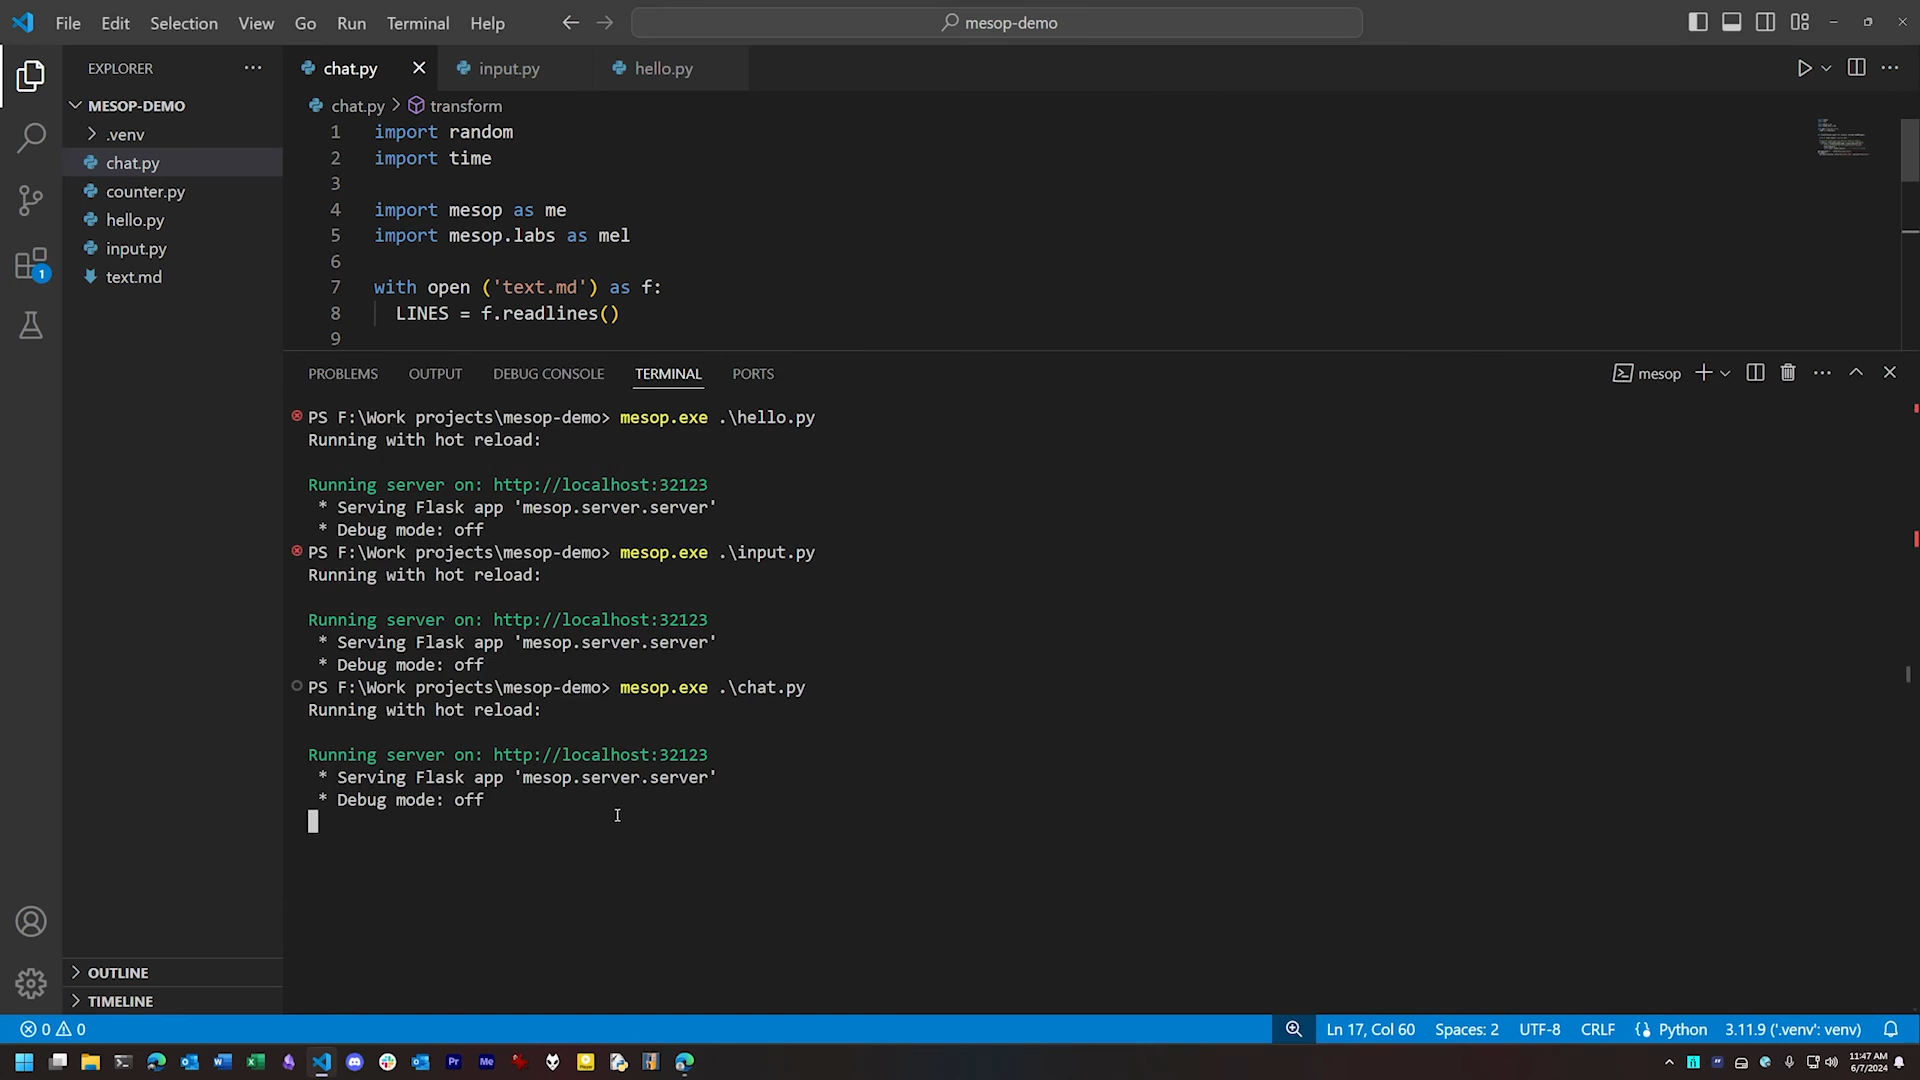 File Edit Selection View Go Run Terminal Help
mesop-demo
EXPLORER
chat.py
input.py
hello.py
MESOP-DEMO
.venv
chat.py
counter.py
hello.py
input.py
text.md
chat.py > transform
1 import random
2 import time
3
4 import mesop as me
5 import mesop.labs as mel
6
7 with open ('text.md') as f:
8 LINES = f.readlines()
9
PROBLEMS OUTPUT DEBUG CONSOLE TERMINAL PORTS
mesop
PS F:\Work projects\mesop-demo> mesop.exe .\hello.py
Running with hot reload:
Running server on: http://localhost:32123
* Serving Flask app 'mesop.server.server'
* Debug mode: off
PS F:\Work projects\mesop-demo> mesop.exe .\input.py
Running with hot reload:
Running server on: http://localhost:32123
* Serving Flask app 'mesop.server.server'
* Debug mode: off
PS F:\Work projects\mesop-demo> mesop.exe .\chat.py
Running with hot reload:
Running server on: http://localhost:32123
* Serving Flask app 'mesop.server.server'
* Debug mode: off
1
OUTLINE
TIMELINE
0 0
Ln 17, Col 60 Spaces: 2 UTF-8 CRLF Python 3.11.9 ('.venv': venv)
Pr Me
11:47 AM
6/7/2024